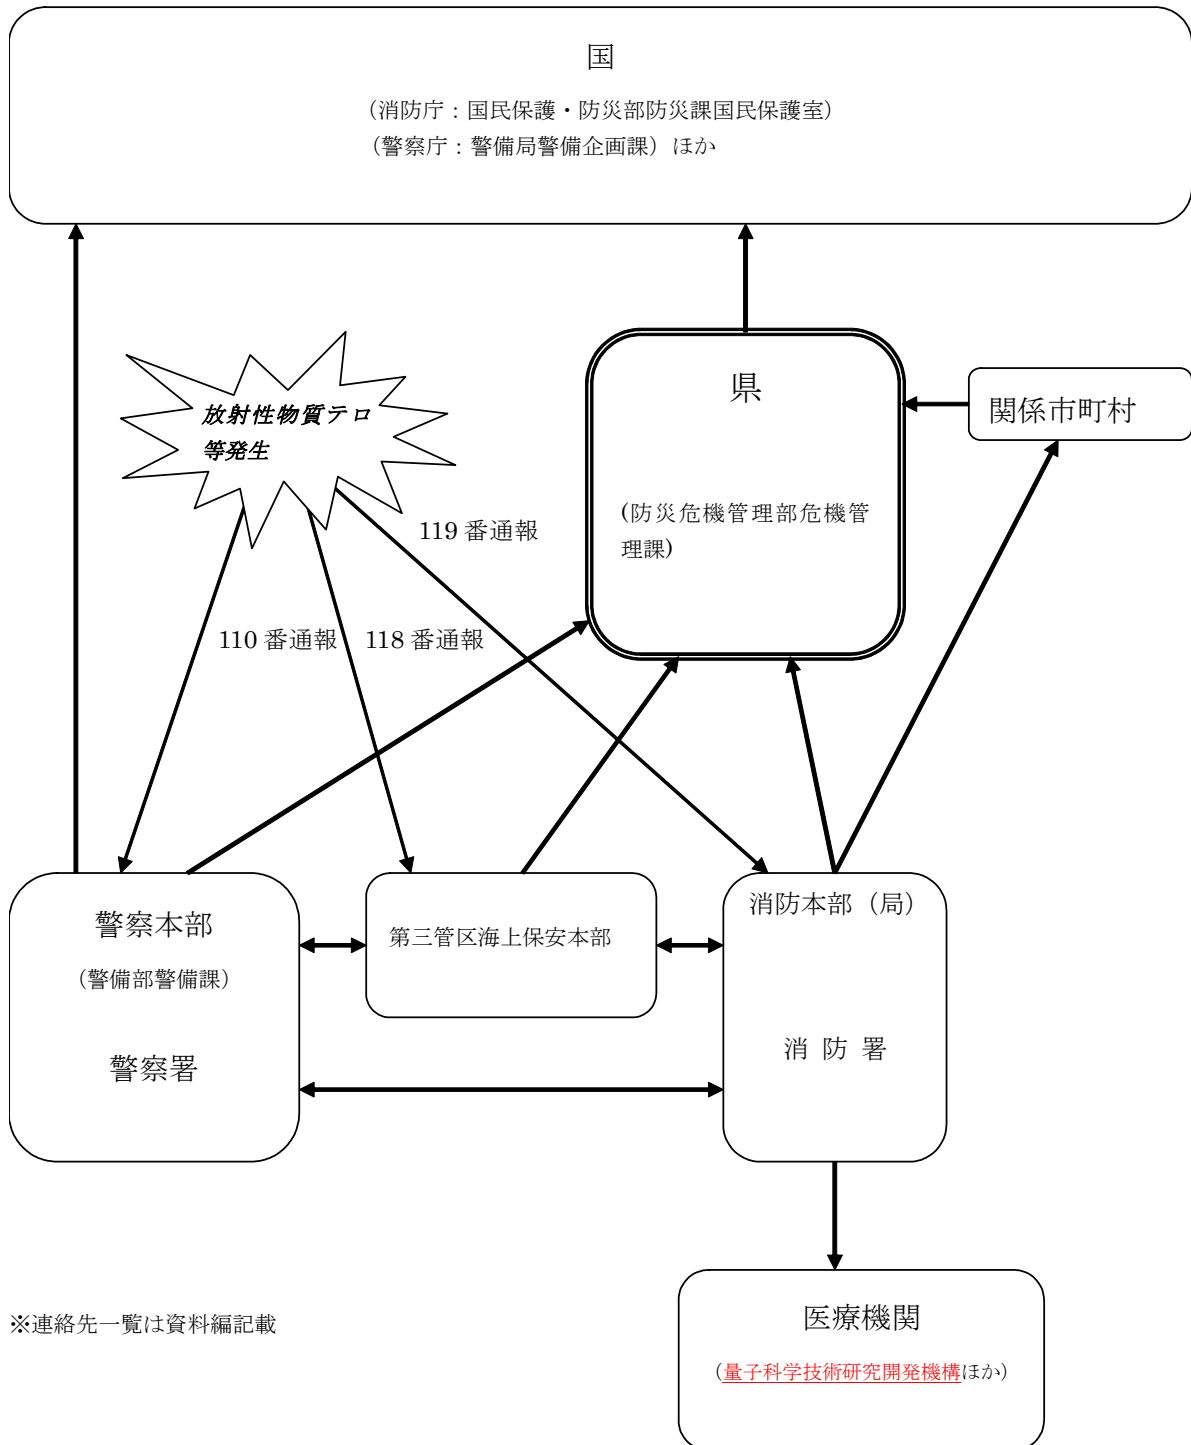 国
（消防庁：国民保護・防災部防災課国民保護室）
（警察庁：警備局警備企画課）ほか
放射性物質テロ
等発生
県
(防災危機管理部危機管
理課)
関係市町村
119 番通報
110 番通報
118 番通報
警察本部
（警備部警備課）
警察署
第三管区海上保安本部
消防本部（局）
消 防 署
※連絡先一覧は資料編記載
医療機関
（量子科学技術研究開発機構ほか）